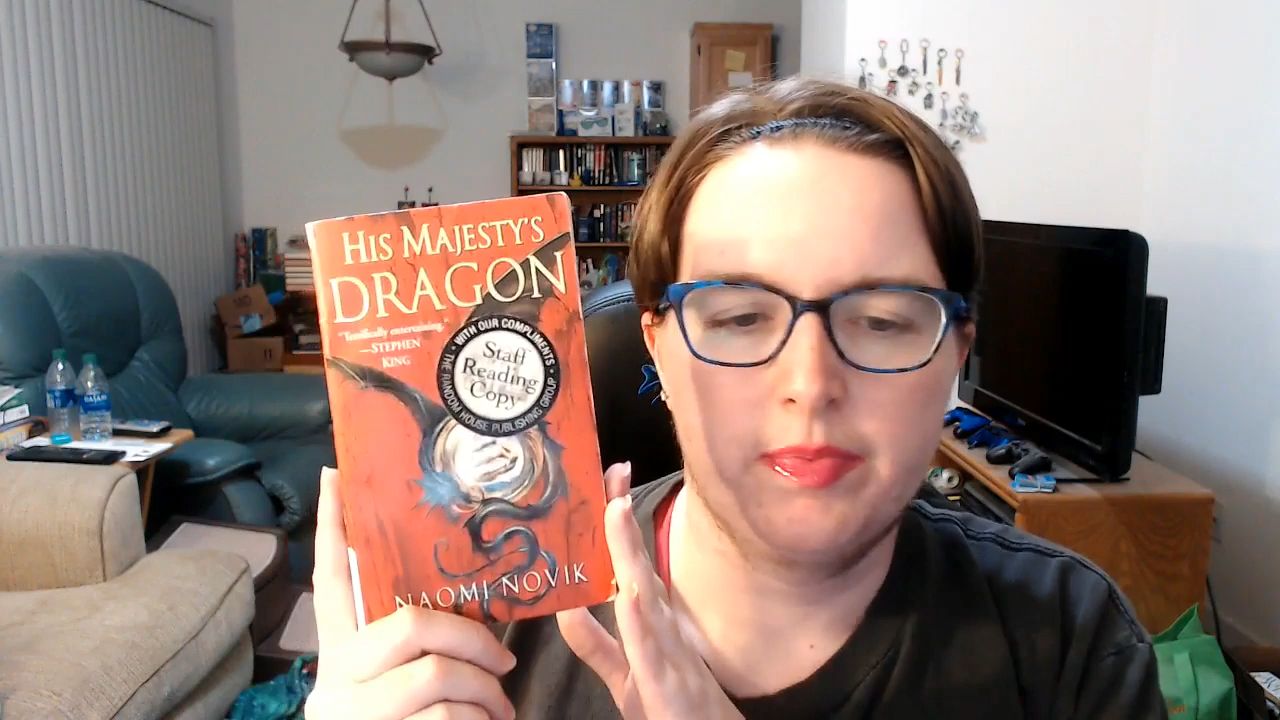 HIS MAJESTY'S
DRAGON
"Terrifically entertaining."
—STEPHEN
KING
WITH OUR COMPLIMENTS
Staff
Reading
Copy
THE RANDOM HOUSE PUBLISHING GROUP
NAOMI NOVIK
DASANI